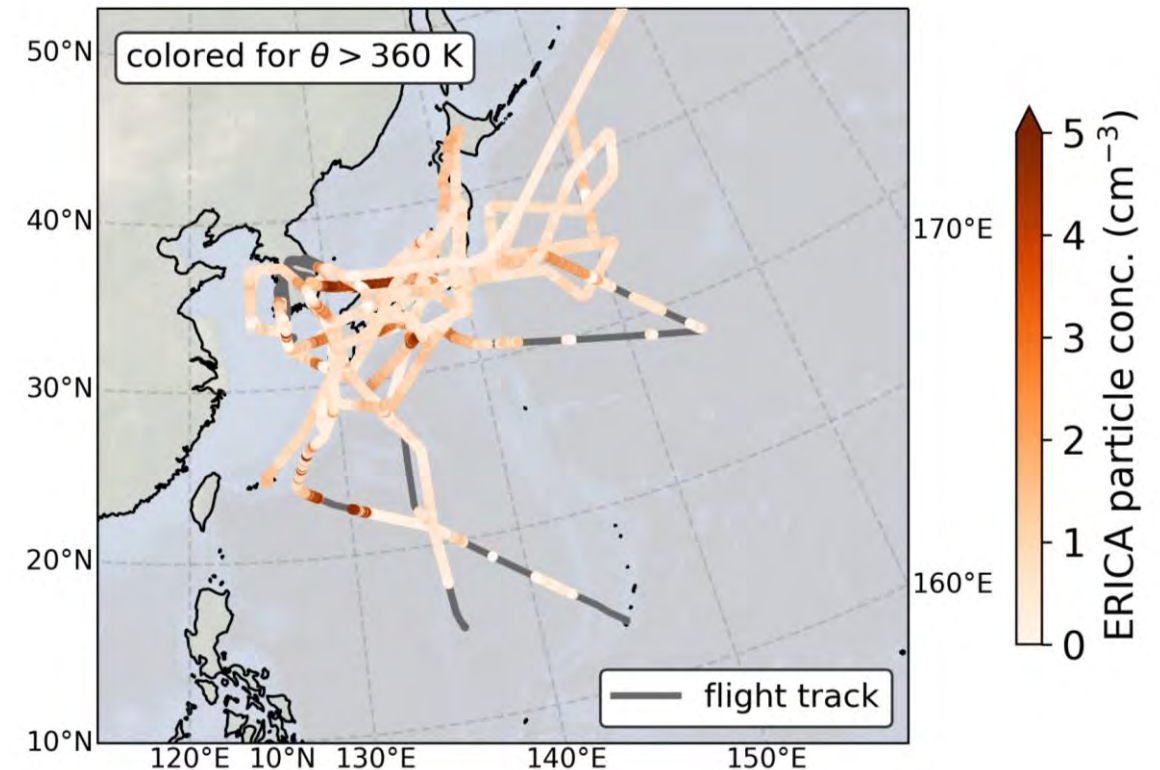 50°N
colored for θ > 360 K
40°N
30°N
20°N
10°N
120°E 10°N 130°E 140°E 150°E
170°E
160°E
flight track
5
4
3
2
1
0
ERICA particle conc. (cm⁻³)